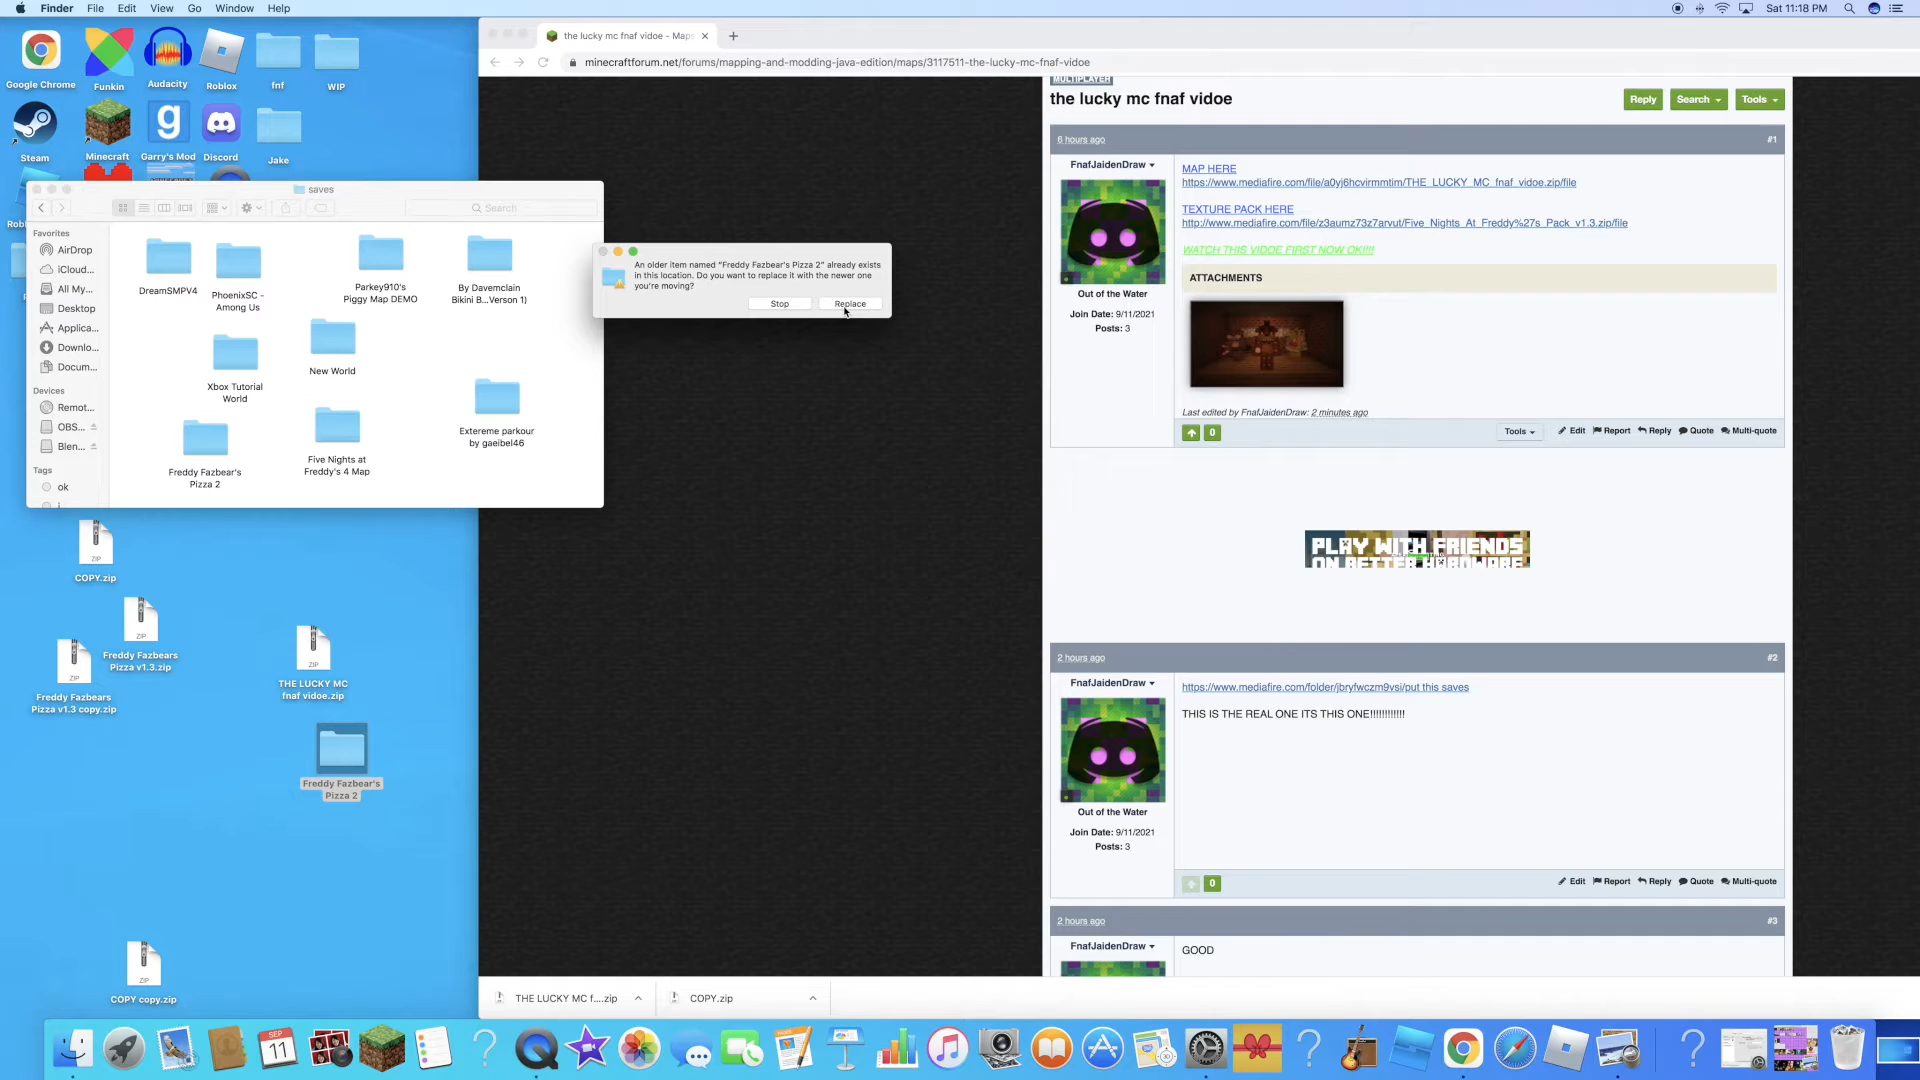 Finder File Edit View Go Window Help
Sat 11:18 PM
Google Chrome
Funkin
Audacity
Roblox
fnf
WIP
Steam
Minecraft
Garry's Mod
Discord
Jake
the lucky mc fnaf vidoe - Maps
minecraftforum.net/forums/mapping-and-modding-java-edition/maps/3117511-the-lucky-mc-fnaf-vidoe
saves
Search
Favorites
AirDrop
iCloud...
All My...
Desktop
Applica...
Downlo...
Docum...
Devices
Remot...
OBS...
Blen...
Tags
ok
DreamSMPV4
PhoenixSC -
Among Us
Parkey910's
Piggy Map DEMO
By Davemclain
Bikini B...Verson 1)
Xbox Tutorial
World
New World
Extereme parkour
by gaeibel46
Freddy Fazbear's
Pizza 2
Five Nights at
Freddy's 4 Map
An older item named “Freddy Fazbear's Pizza 2” already exists
in this location. Do you want to replace it with the newer one
you're moving?
Stop Replace
ZIP
COPY.zip
ZIP
Freddy Fazbears
Pizza v1.3.zip
ZIP
Freddy Fazbears
Pizza v1.3 copy.zip
ZIP
THE LUCKY MC
fnaf vidoe.zip
Freddy Fazbear's
Pizza 2
ZIP
COPY copy.zip
MULTIPLAYER
the lucky mc fnaf vidoe
Reply Search Tools
6 hours ago #1
FnafJaidenDraw
Out of the Water
Join Date: 9/11/2021
Posts: 3
MAP HERE
https://www.mediafire.com/file/a0yj6hcvirmmtim/THE_LUCKY_MC_fnaf_vidoe.zip/file
TEXTURE PACK HERE
http://www.mediafire.com/file/z3aumz73z7arvut/Five_Nights_At_Freddy%27s_Pack_v1.3.zip/file
WATCH THIS VIDOE FIRST NOW OK!!!!
ATTACHMENTS
Last edited by FnafJaidenDraw: 2 minutes ago
0
Tools Edit Report Reply Quote Multi-quote
PLAY WITH FRIENDS
ON BETTER HARDWARE
2 hours ago #2
FnafJaidenDraw
Out of the Water
Join Date: 9/11/2021
Posts: 3
https://www.mediafire.com/folder/jbryfwczm9vsi/put this saves
THIS IS THE REAL ONE ITS THIS ONE!!!!!!!!!!!!
0
Edit Report Reply Quote Multi-quote
2 hours ago #3
FnafJaidenDraw
GOOD
THE LUCKY MC f....zip
COPY.zip
SEP
11